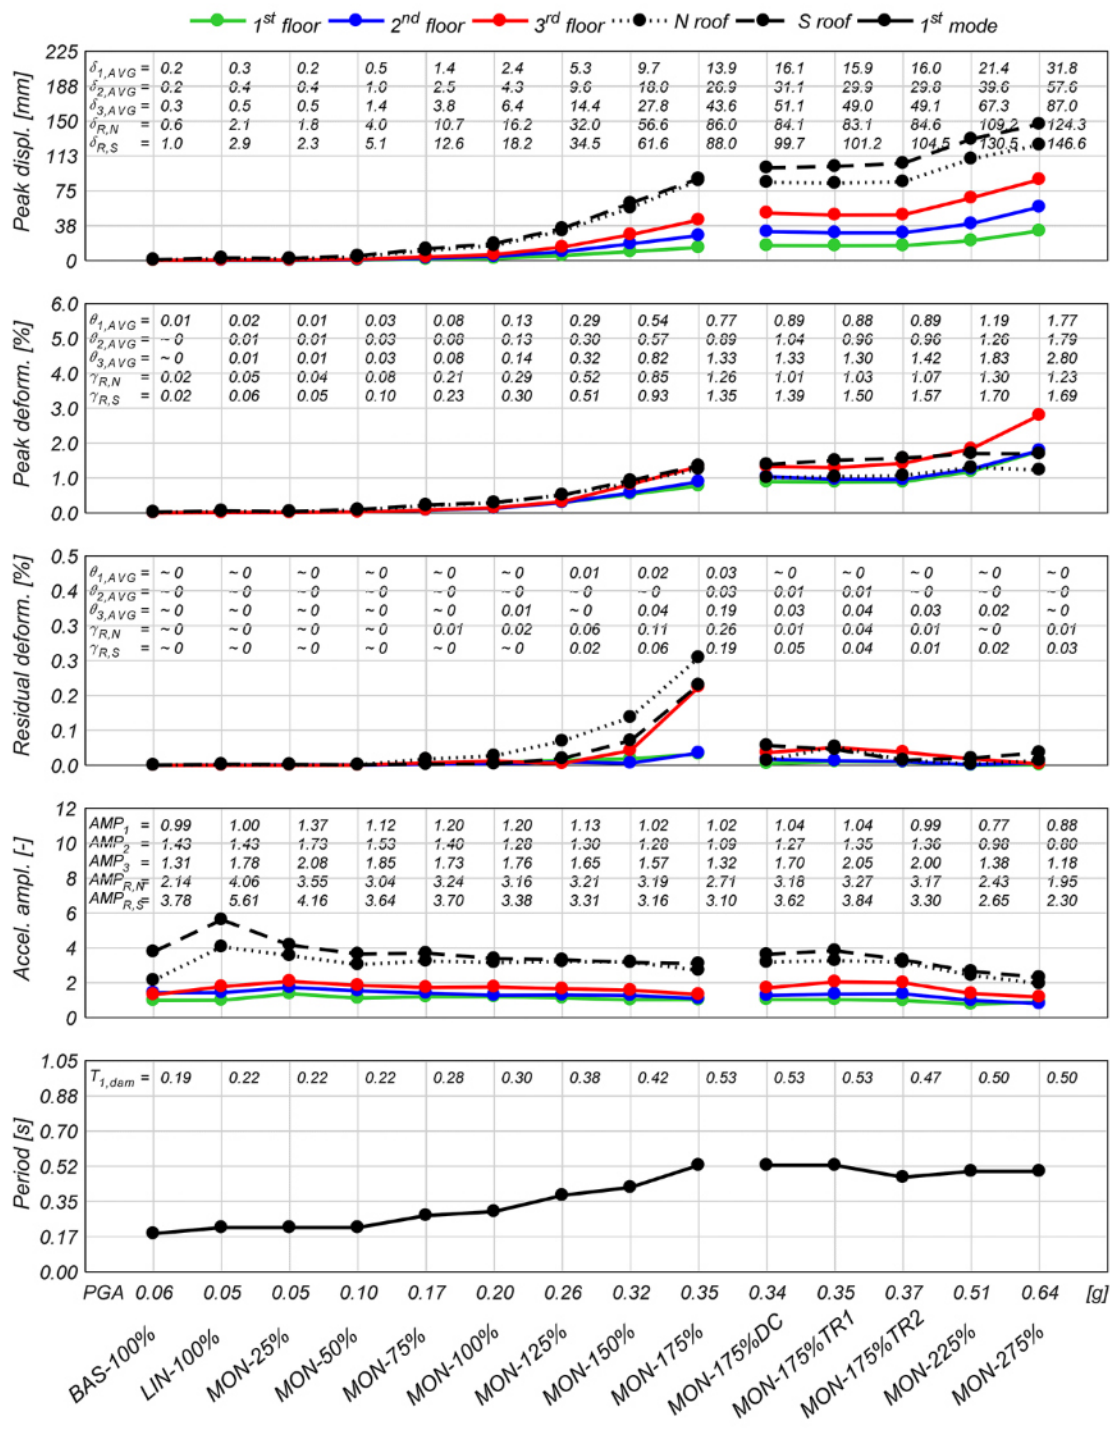 1st floor 2nd floor 3rd floor N roof S roof 1st mode
Peak displ. [mm]
225
188
150
113
75
38
0
δ1,AVG = 0.2 0.3 0.2 0.5 1.4 2.4 5.3 9.7 13.9 16.1 15.9 16.0 21.4 31.8
δ2,AVG = 0.2 0.4 0.4 1.0 2.5 4.3 9.6 18.0 26.9 31.1 29.9 29.8 39.6 57.6
δ3,AVG = 0.3 0.5 0.5 1.4 3.8 6.4 14.4 27.8 43.6 51.1 49.0 49.1 67.3 87.0
δR,N = 0.6 2.1 1.8 4.0 10.7 16.2 32.0 56.6 86.0 84.1 83.1 84.6 109.2 124.3
δR,S = 1.0 2.9 2.3 5.1 12.6 18.2 34.5 61.6 88.0 99.7 101.2 104.5 130.5 146.6
Peak deform. [%]
6.0
5.0
4.0
3.0
2.0
1.0
0.0
θ1,AVG = 0.01 0.02 0.01 0.03 0.08 0.13 0.29 0.54 0.77 0.89 0.88 0.89 1.19 1.77
θ2,AVG = ~ 0 0.01 0.01 0.03 0.08 0.13 0.30 0.57 0.89 1.04 0.96 0.96 1.26 1.79
θ3,AVG = ~ 0 0.01 0.01 0.03 0.08 0.14 0.32 0.82 1.33 1.33 1.30 1.42 1.83 2.80
γR,N = 0.02 0.05 0.04 0.08 0.21 0.29 0.52 0.85 1.26 1.01 1.03 1.07 1.30 1.23
γR,S = 0.02 0.06 0.05 0.10 0.23 0.30 0.51 0.93 1.35 1.39 1.50 1.57 1.70 1.69
Residual deform. [%]
0.5
0.4
0.3
0.3
0.2
0.1
0.0
θ1,AVG = ~ 0 ~ 0 ~ 0 ~ 0 ~ 0 ~ 0 0.01 0.02 0.03 ~ 0 ~ 0 ~ 0 ~ 0 ~ 0
θ2,AVG = ~ 0 ~ 0 ~ 0 ~ 0 ~ 0 ~ 0 ~ 0 ~ 0 0.03 0.01 0.01 ~ 0 ~ 0 ~ 0
θ3,AVG = ~ 0 ~ 0 ~ 0 ~ 0 ~ 0 0.01 ~ 0 0.04 0.19 0.03 0.04 0.03 0.02 ~ 0
γR,N = ~ 0 ~ 0 ~ 0 ~ 0 0.01 0.02 0.06 0.11 0.26 0.01 0.04 0.01 ~ 0 0.01
γR,S = ~ 0 ~ 0 ~ 0 ~ 0 ~ 0 ~ 0 0.02 0.06 0.19 0.05 0.04 0.01 0.02 0.03
Accel. ampl. [-]
12
10
8
6
4
2
0
AMP1 = 0.99 1.00 1.37 1.12 1.20 1.20 1.13 1.02 1.02 1.04 1.04 0.99 0.77 0.88
AMP2 = 1.43 1.43 1.73 1.53 1.40 1.28 1.30 1.28 1.09 1.27 1.35 1.36 0.98 0.80
AMP3 = 1.31 1.78 2.08 1.85 1.73 1.76 1.65 1.57 1.32 1.70 2.05 2.00 1.38 1.18
AMPR,N = 2.14 4.06 3.55 3.04 3.24 3.16 3.21 3.19 2.71 3.18 3.27 3.17 2.43 1.95
AMPR,S = 3.78 5.61 4.16 3.64 3.70 3.38 3.31 3.16 3.10 3.62 3.84 3.30 2.65 2.30
Period [s]
1.05
0.88
0.70
0.52
0.35
0.17
0.00
T1,dam = 0.19 0.22 0.22 0.22 0.28 0.30 0.38 0.42 0.53 0.53 0.53 0.47 0.50 0.50
PGA 0.06 0.05 0.05 0.10 0.17 0.20 0.26 0.32 0.35 0.34 0.35 0.37 0.51 0.64 [g]
BAS-100% LIN-100% MON-25% MON-50% MON-75% MON-100% MON-125% MON-150% MON-175% MON-175%DC MON-175%TR1 MON-175%TR2 MON-225% MON-275%